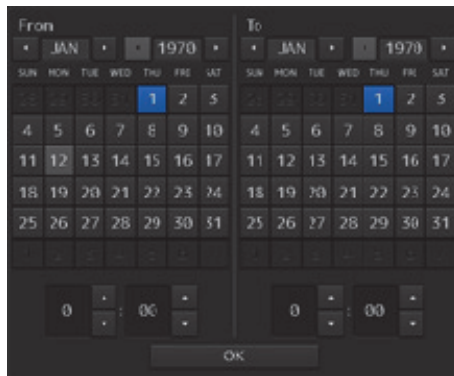 From To
JAN 1970 JAN 1970
SUN MON TUE WED THU FRI SAT SUN MON TUE WED THU FRI SAT
1 2 3 1 2 3
4 5 6 7 8 9 10 4 5 6 7 8 9 10
11 12 13 14 15 16 17 11 12 13 14 15 16 17
18 19 20 21 22 23 24 18 19 20 21 22 23 24
25 26 27 28 29 30 31 25 26 27 28 29 30 31
0 : 00 0 : 00
OK